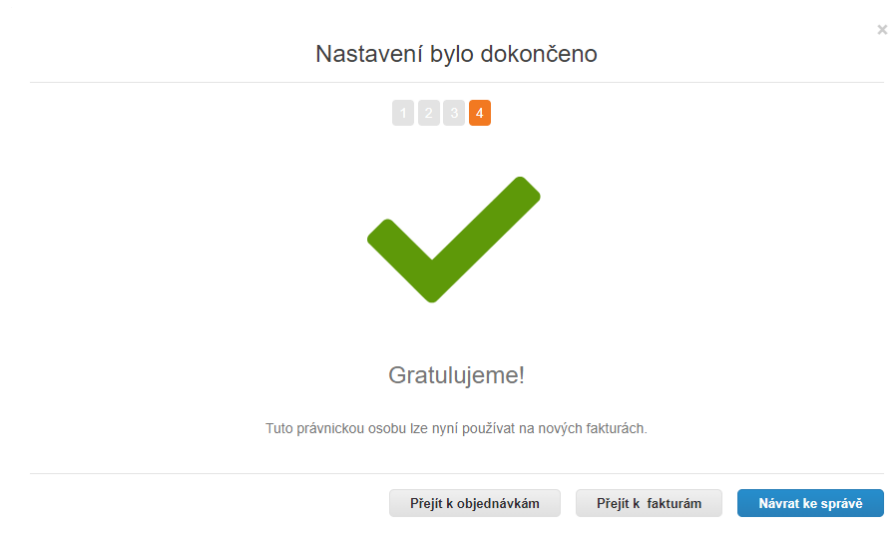 ×
Nastavení bylo dokončeno
1 2 3 4
Gratulujeme!
Tuto právnickou osobu lze nyní používat na nových fakturách.
Přejít k objednávkám Přejít k fakturám Návrat ke správě